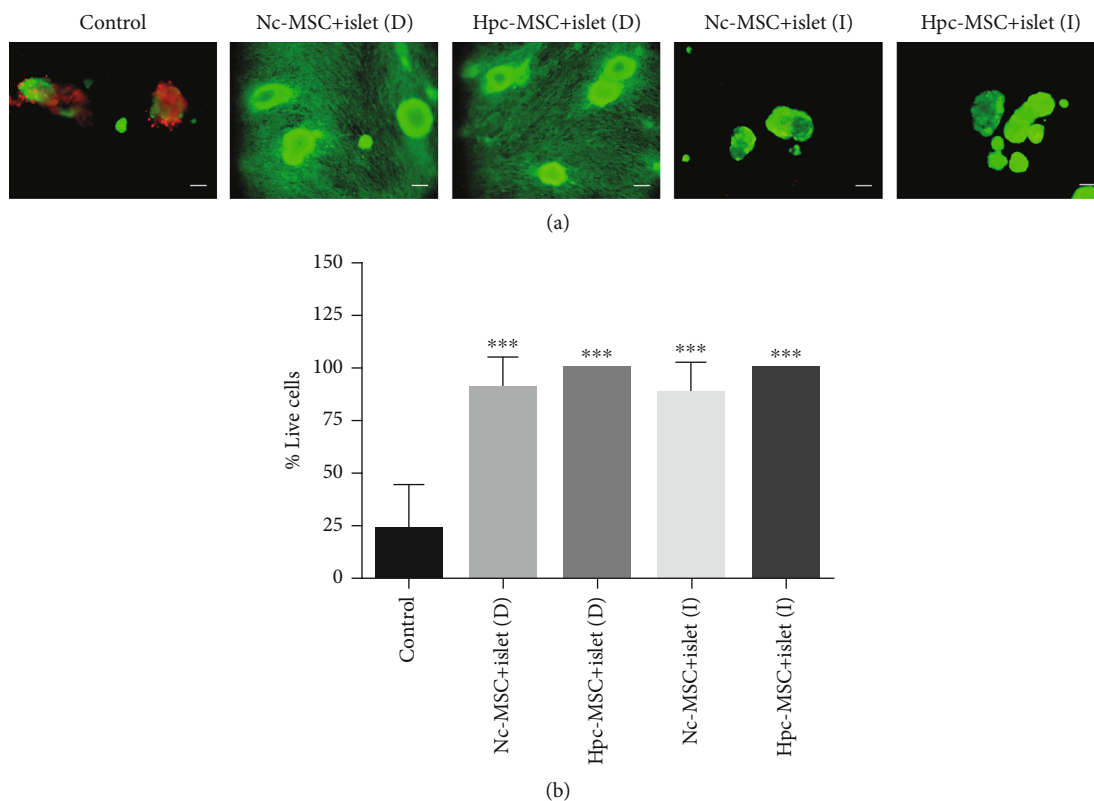 Control Nc-MSC+islet (D) Hpc-MSC+islet (D) Nc-MSC+islet (I) Hpc-MSC+islet (I)
(a)
150
125
100
75
50
25
0
% Live cells
***
***
***
***
Control
Nc-MSC+islet (D)
Hpc-MSC+islet (D)
Nc-MSC+islet (I)
Hpc-MSC+islet (I)
(b)